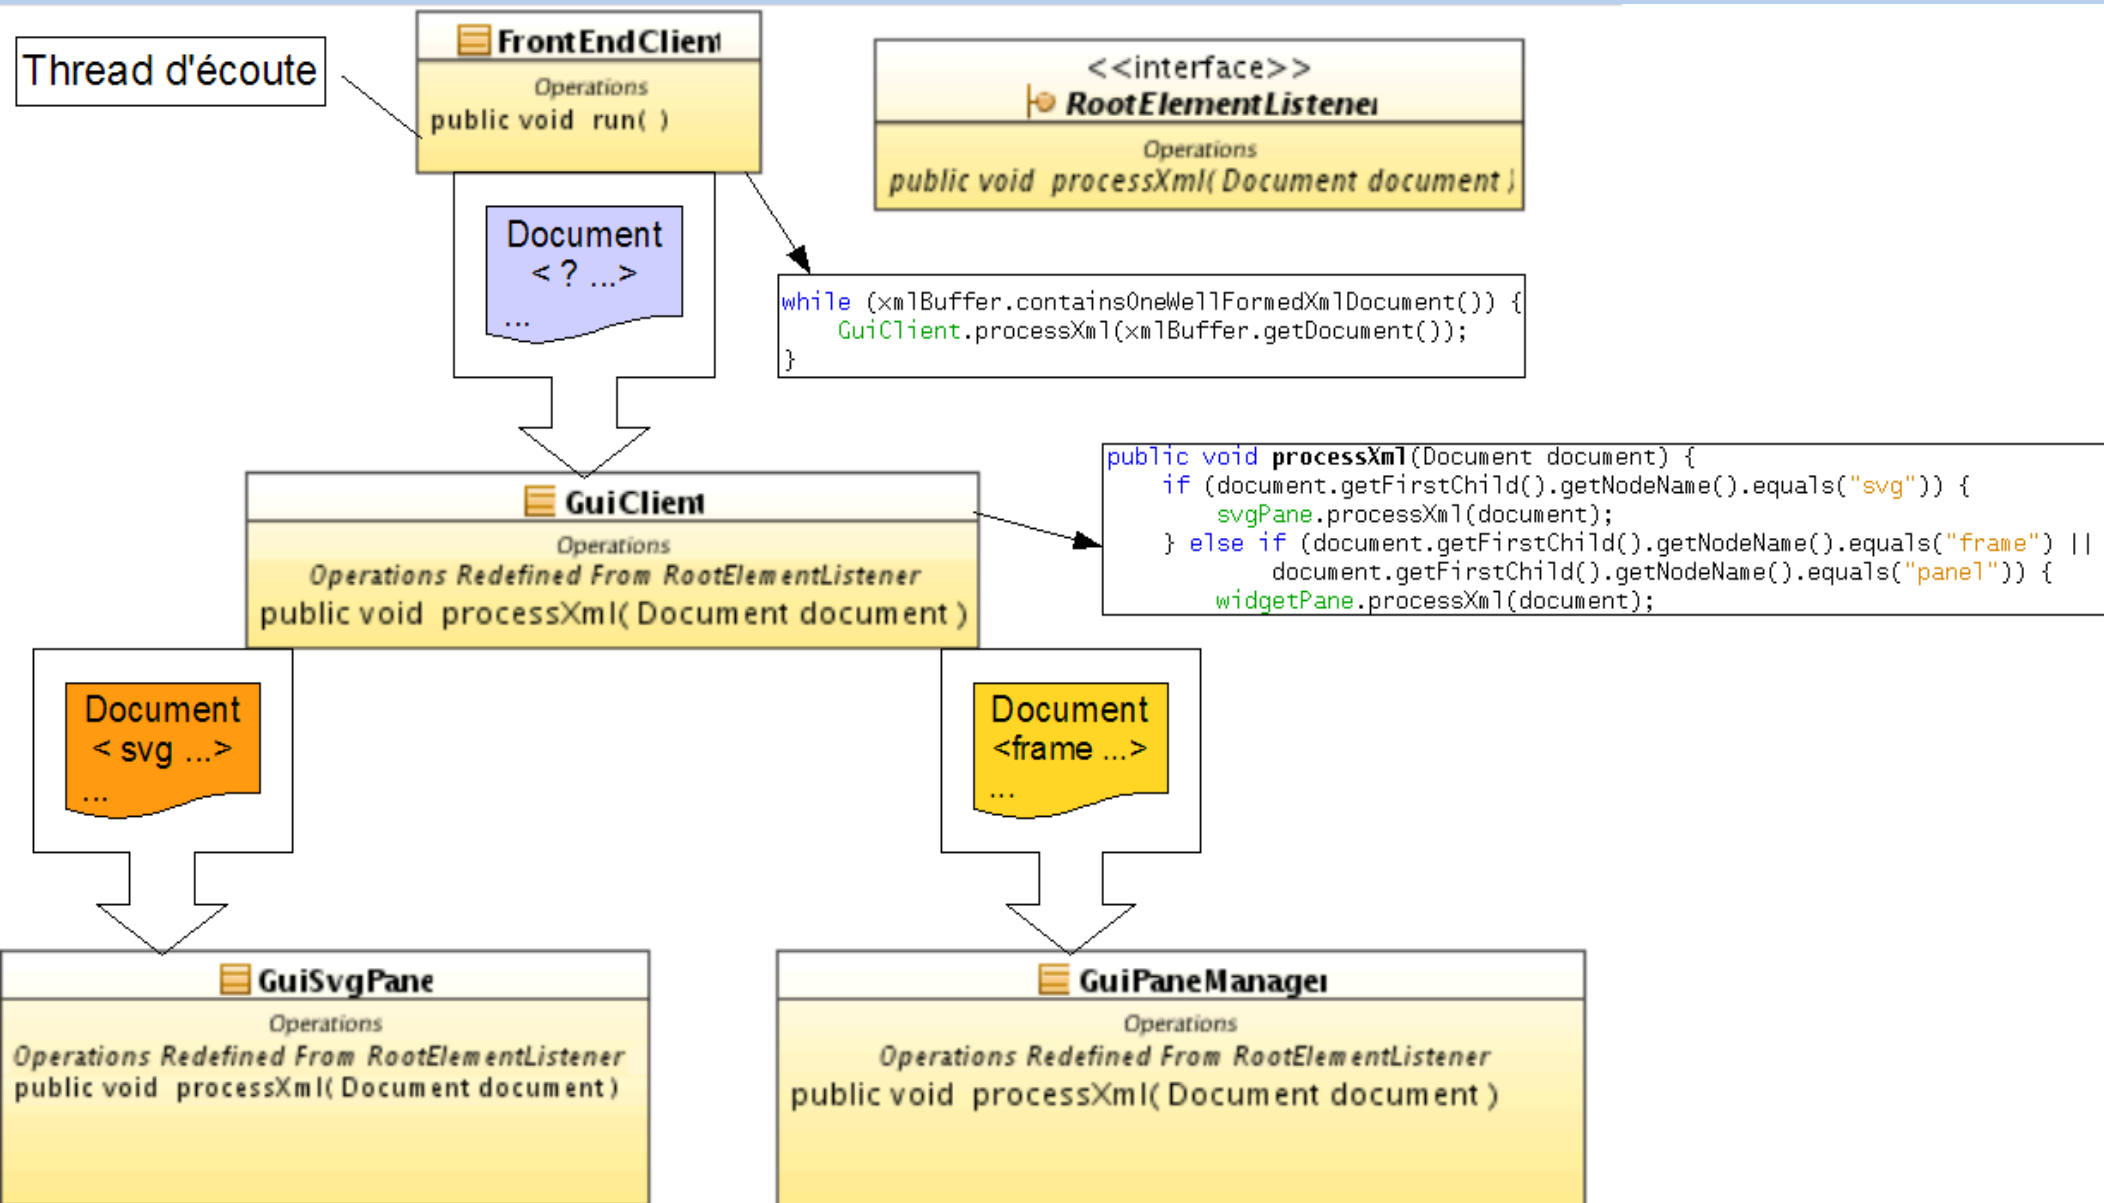 Thread d'écoute
FrontEndClient
Operations
public void run( )
<<interface>>
RootElementListener
Operations
public void processXml( Document document )
Document
< ? ...>
...
while (xmlBuffer.containsOneWellFormedXmlDocument()) {
GuiClient.processXml(xmlBuffer.getDocument());
}
GuiClient
Operations
Operations Redefined From RootElementListener
public void processXml( Document document )
public void processXml(Document document) {
if (document.getFirstChild().getNodeName().equals("svg")) {
svgPane.processXml(document);
} else if (document.getFirstChild().getNodeName().equals("frame") ||
document.getFirstChild().getNodeName().equals("panel")) {
widgetPane.processXml(document);
Document
< svg ...>
...
Document
<frame ...>
...
GuiSvgPane
Operations
Operations Redefined From RootElementListener
public void processXml( Document document )
GuiPaneManager
Operations
Operations Redefined From RootElementListener
public void processXml( Document document )